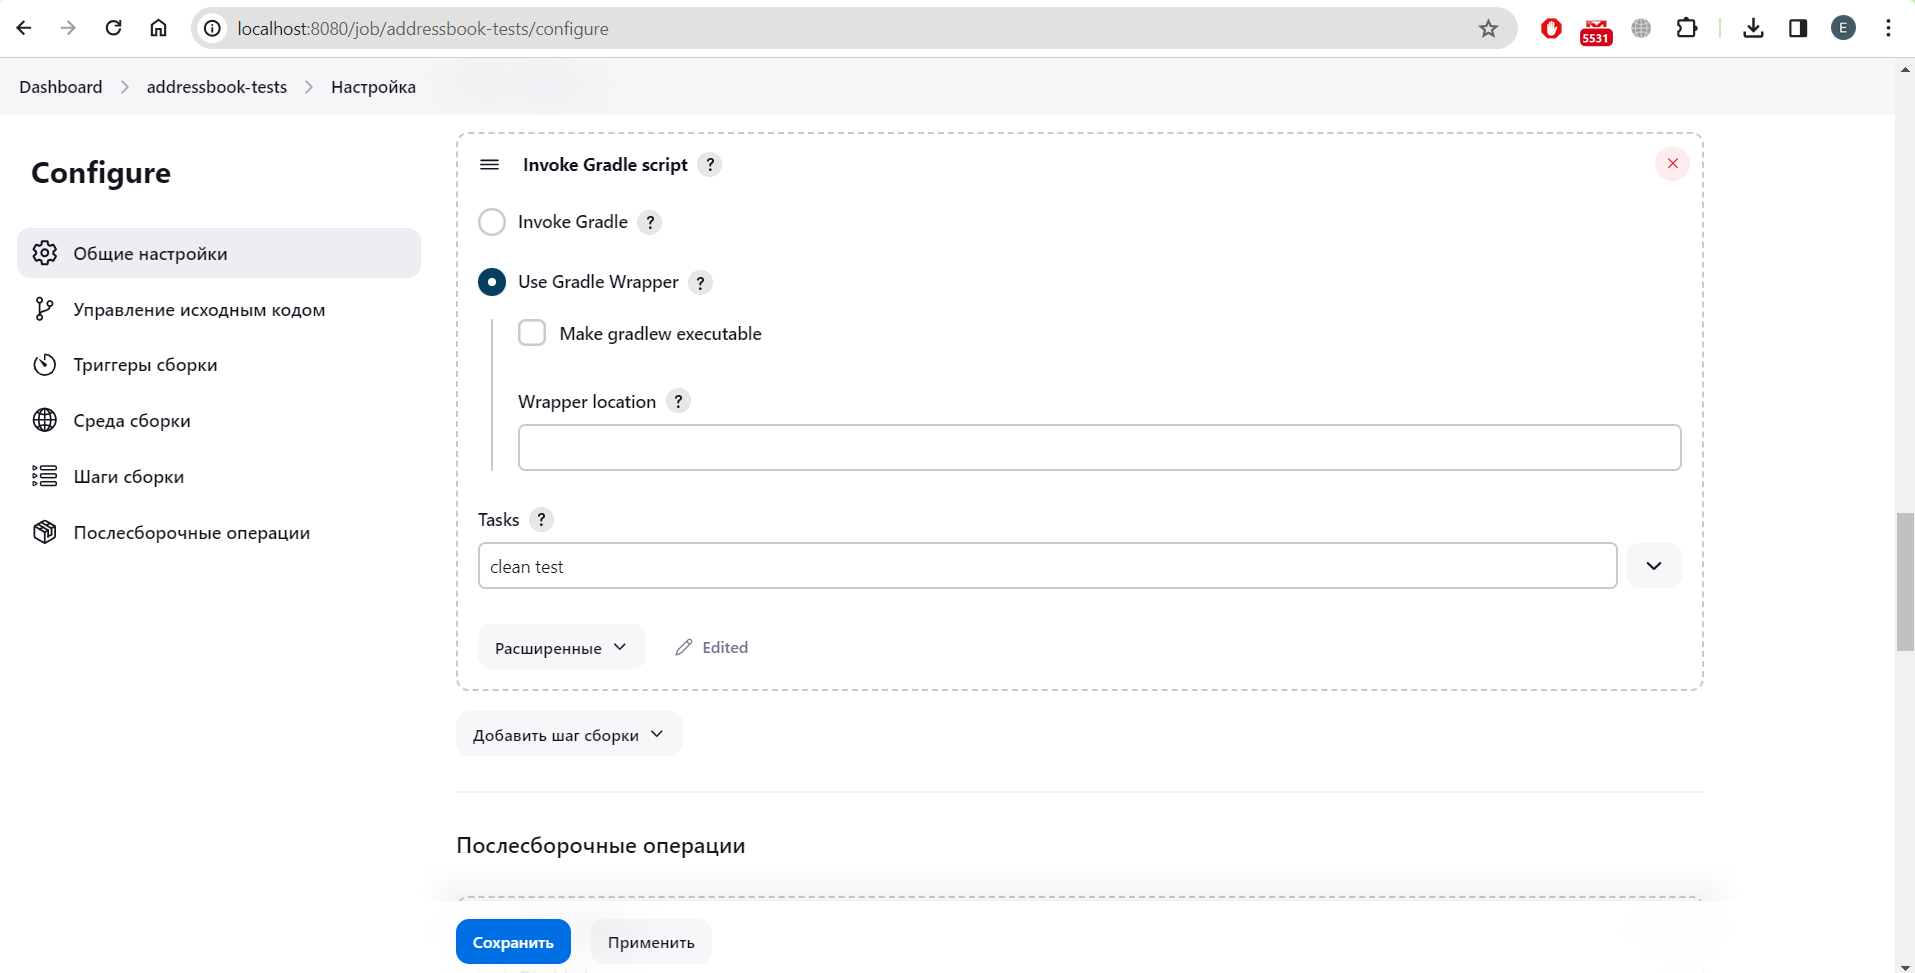 localhost:8080/job/addressbook-tests/configure
5531
E
Dashboard
addressbook-tests
Настройка
Configure
Общие настройки
Управление исходным кодом
Триггеры сборки
Среда сборки
Шаги сборки
Послесборочные операции
Invoke Gradle script ?
Invoke Gradle ?
Use Gradle Wrapper ?
Make gradlew executable
Wrapper location ?
Tasks ?
clean test
Расширенные
Edited
Добавить шаг сборки
Послесборочные операции
Сохранить
Применить